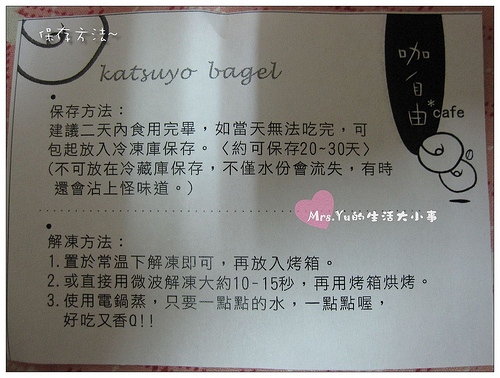 保存方法~
katsuyo bagel
咖自由
cafe
保存方法：
建議二天內食用完畢，如當天無法吃完，可
包起放入冷凍庫保存。〈約可保存20-30天〉
(不可放在冷藏庫保存，不僅水份會流失，有時
還會沾上怪味道。)
Mrs.Yu的生活大小事
解凍方法：
1.置於常溫下解凍即可，再放入烤箱。
2.或直接用微波解凍大約10-15秒，再用烤箱烘烤。
3.使用電鍋蒸，只要一點點的水，一點點喔，
好吃又香Q!!